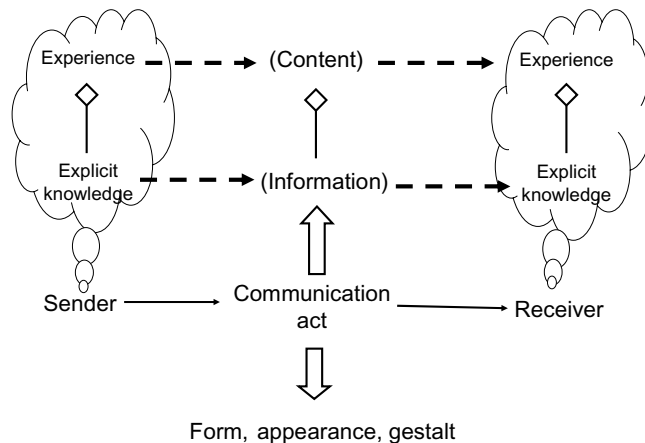 Experience
(Content)
Experience
Explicit
knowledge
(Information)
Explicit
knowledge
Sender
Communication
act
Receiver
Form, appearance, gestalt